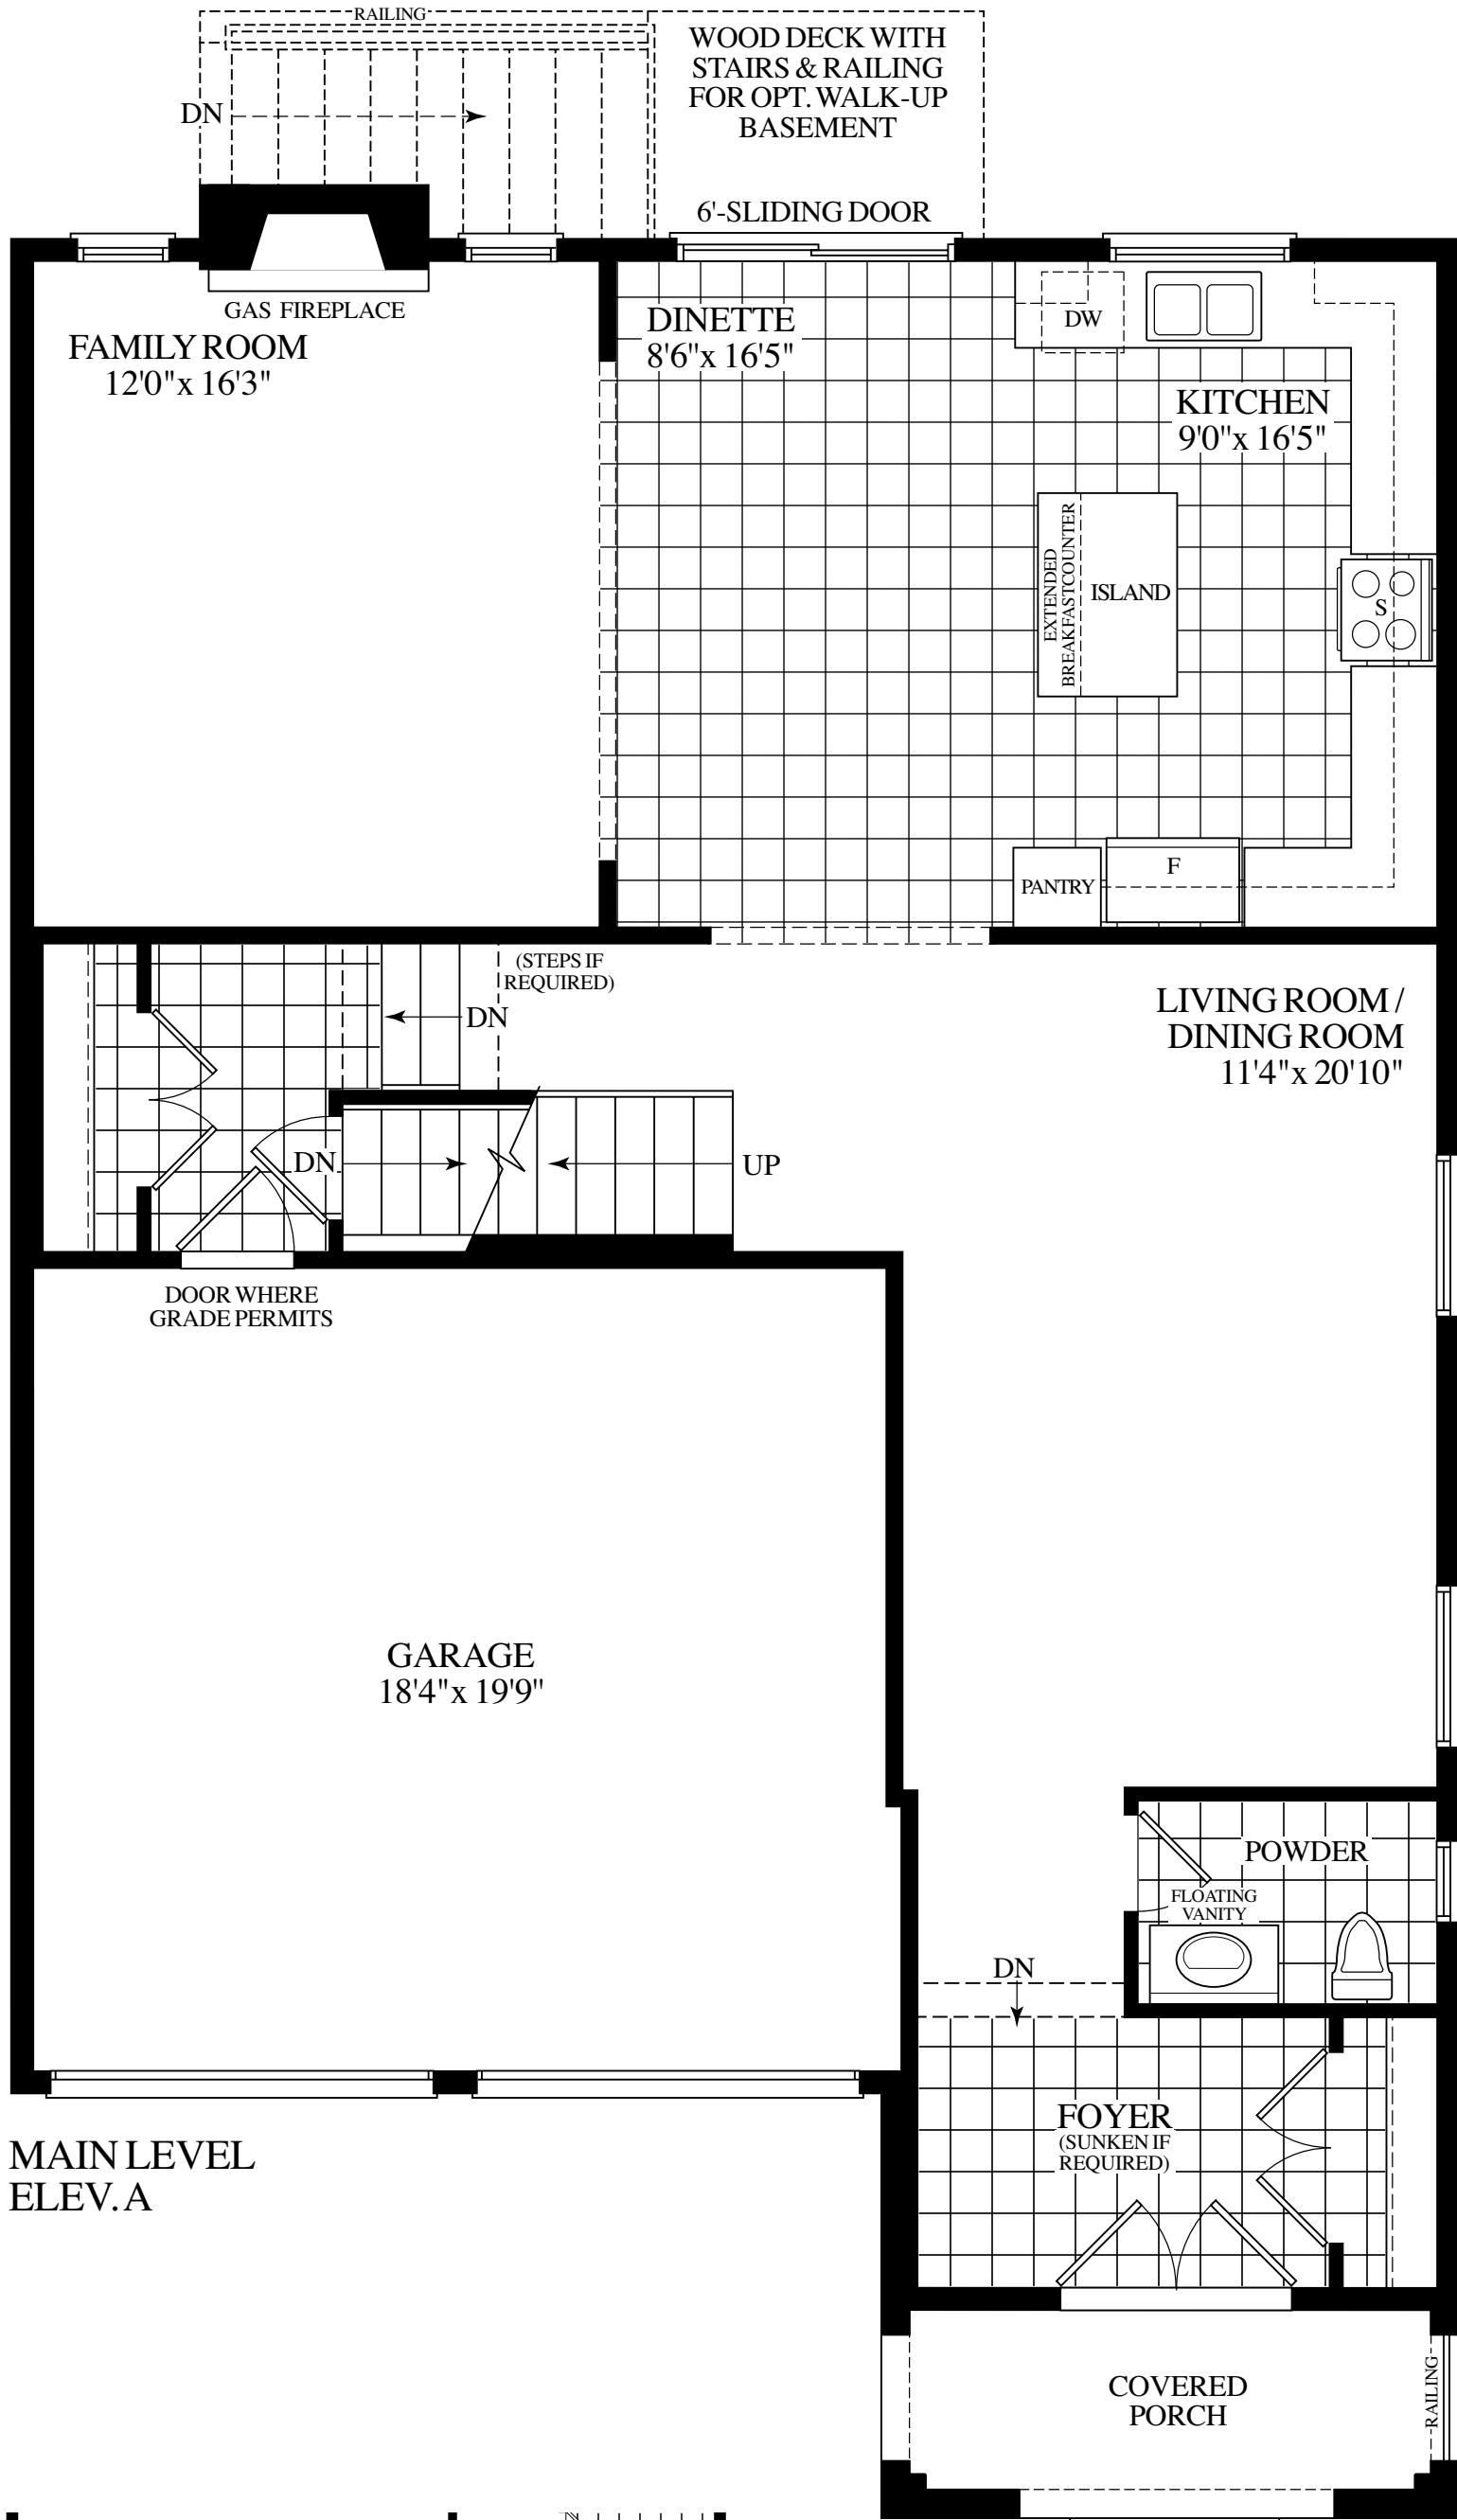 RAILING
WOOD DECK WITH
STAIRS & RAILING
FOR OPT. WALK-UP
BASEMENT
DN
6'-SLIDING DOOR
GAS FIREPLACE
FAMILY ROOM
12'0"x 16'3"
DINETTE
8'6"x 16'5"
DW
KITCHEN
9'0"x 16'5"
EXTENDED
BREAKFASTCOUNTER
ISLAND
S
PANTRY
F
(STEPS IF
REQUIRED)
DN
LIVING ROOM /
DINING ROOM
11'4"x 20'10"
DN
UP
DOOR WHERE
GRADE PERMITS
GARAGE
18'4"x 19'9"
POWDER
FLOATING
VANITY
DN
FOYER
(SUNKEN IF
REQUIRED)
MAIN LEVEL
ELEV. A
COVERED
PORCH
RAILING